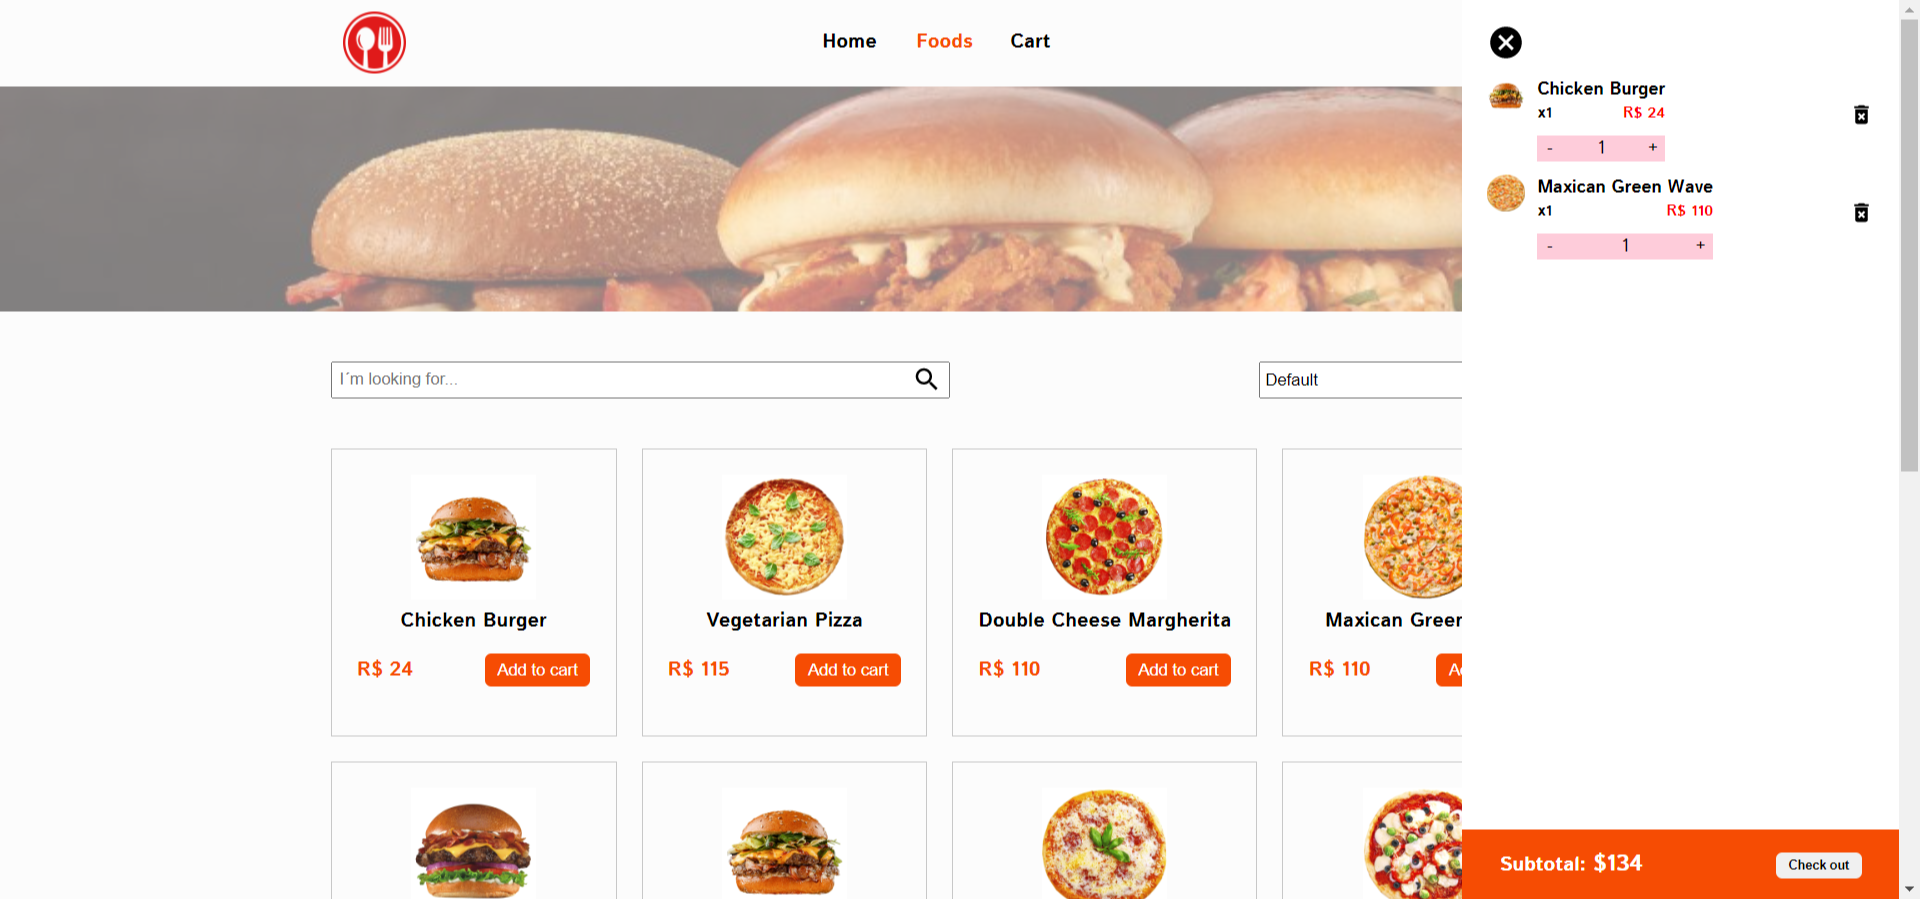 Home Foods Cart
I´m looking for...
Default
Chicken Burger
R$ 24
Add to cart
Vegetarian Pizza
R$ 115
Add to cart
Double Cheese Margherita
R$ 110
Add to cart
Maxican Green
R$ 110
Chicken Burger
x1 R$ 24
- 1 +
Maxican Green Wave
x1 R$ 110
- 1 +
Subtotal: $134
Check out